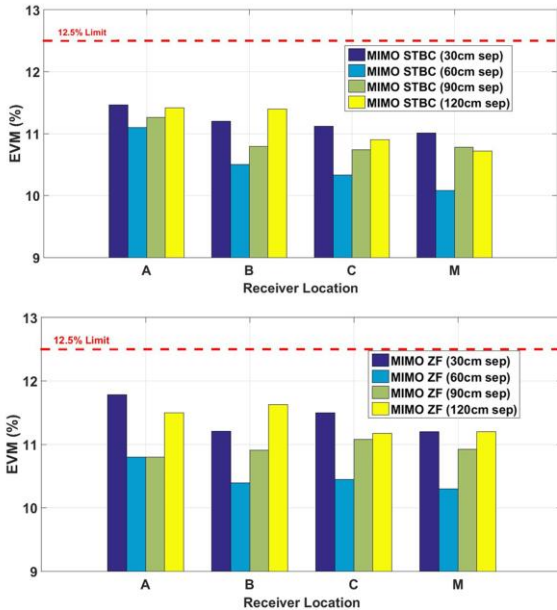 13
12.5% Limit
12
11
10
9
EVM (%)
MIMO STBC (30cm sep)
MIMO STBC (60cm sep)
MIMO STBC (90cm sep)
MIMO STBC (120cm sep)
A B C M
Receiver Location
13
12.5% Limit
12
11
10
9
EVM (%)
MIMO ZF (30cm sep)
MIMO ZF (60cm sep)
MIMO ZF (90cm sep)
MIMO ZF (120cm sep)
A B C M
Receiver Location